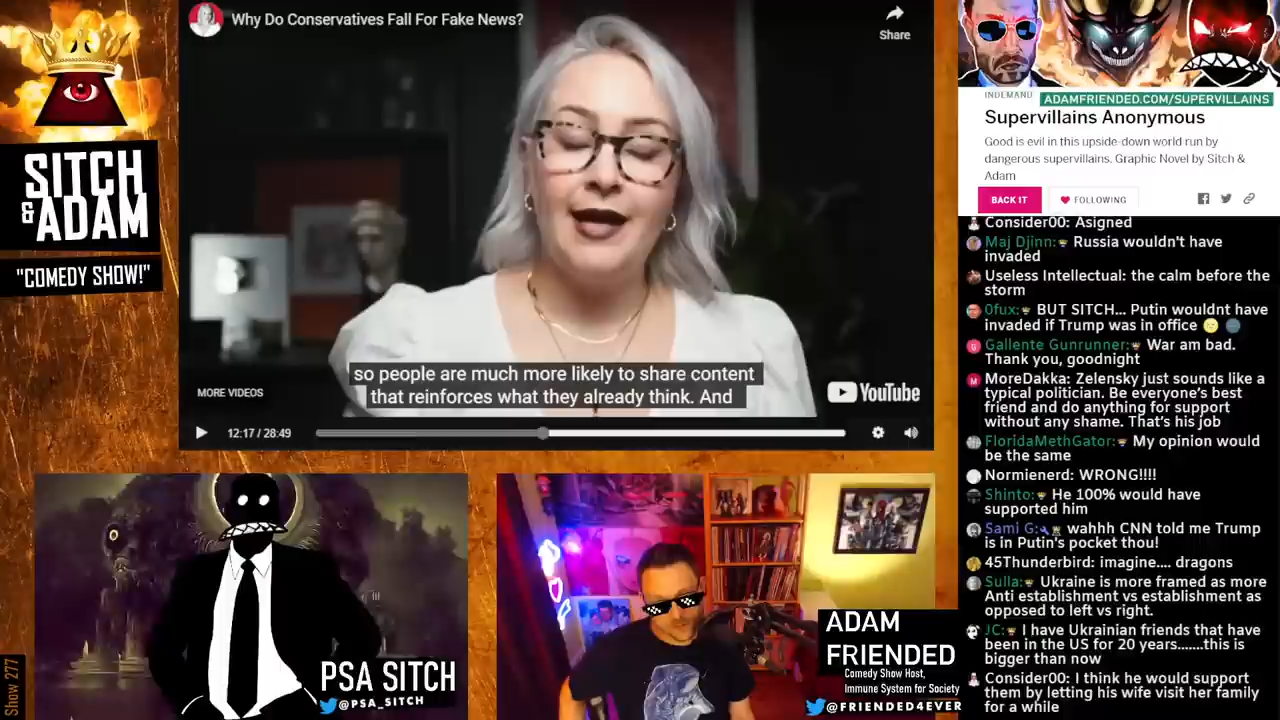 SITCH
& ADAM
"COMEDY SHOW!"
Show 277
Why Do Conservatives Fall For Fake News?
Share
so people are much more likely to share content
that reinforces what they already think. And
MORE VIDEOS
YouTube
12:17 / 28:49
PSA SITCH
@PSA_SITCH
ADAM
FRIENDED
Comedy Show Host,
Immune System for Society
@FRIENDED4EVER
INDEMAND
ADAMFRIENDED.COM/SUPERVILLAINS
Supervillains Anonymous
Good is evil in this upside-down world run by
dangerous supervillains. Graphic Novel by Sitch &
Adam
BACK IT
FOLLOWING
Consider00: Asigned
Maj Djinn: Russia wouldn't have
invaded
Useless Intellectual: the calm before the
storm
0fux: BUT SITCH... Putin wouldnt have
invaded if Trump was in office
Gallente Gunrunner: War am bad.
Thank you, goodnight
MoreDakka: Zelensky just sounds like a
typical politician. Be everyone's best
friend and do anything for support
without any shame. That's his job
FloridaMethGator: My opinion would
be the same
Normienerd: WRONG!!!!
Shinto: He 100% would have
supported him
Sami G: wahhh CNN told me Trump
is in Putin's pocket thou!
45Thunderbird: imagine.... dragons
Sulla: Ukraine is more framed as more
Anti establishment vs establishment as
opposed to left vs right.
JC: I have Ukrainian friends that have
been in the US for 20 years.......this is
bigger than now
Consider00: I think he would support
them by letting his wife visit her family
for a while